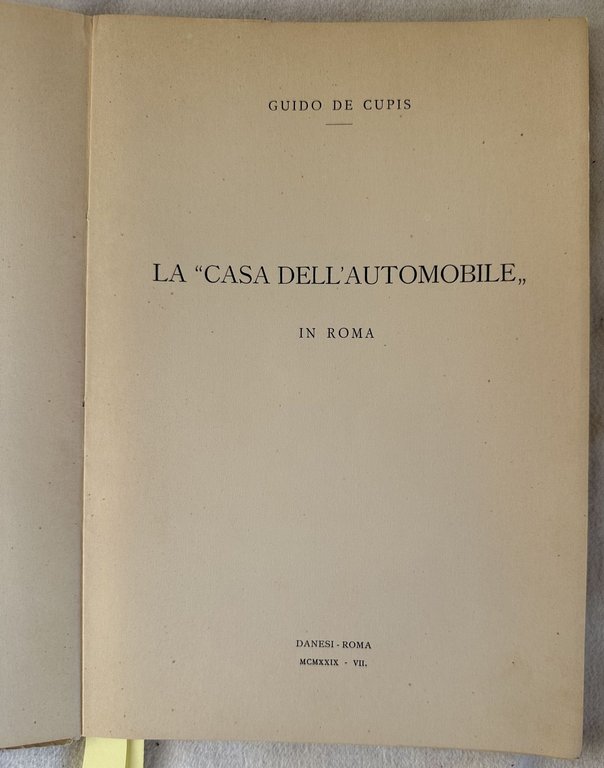 GUIDO DE CUPIS
LA “CASA DELL'AUTOMOBILE„
IN ROMA
DANESI - ROMA
MCMXXIX - VII.